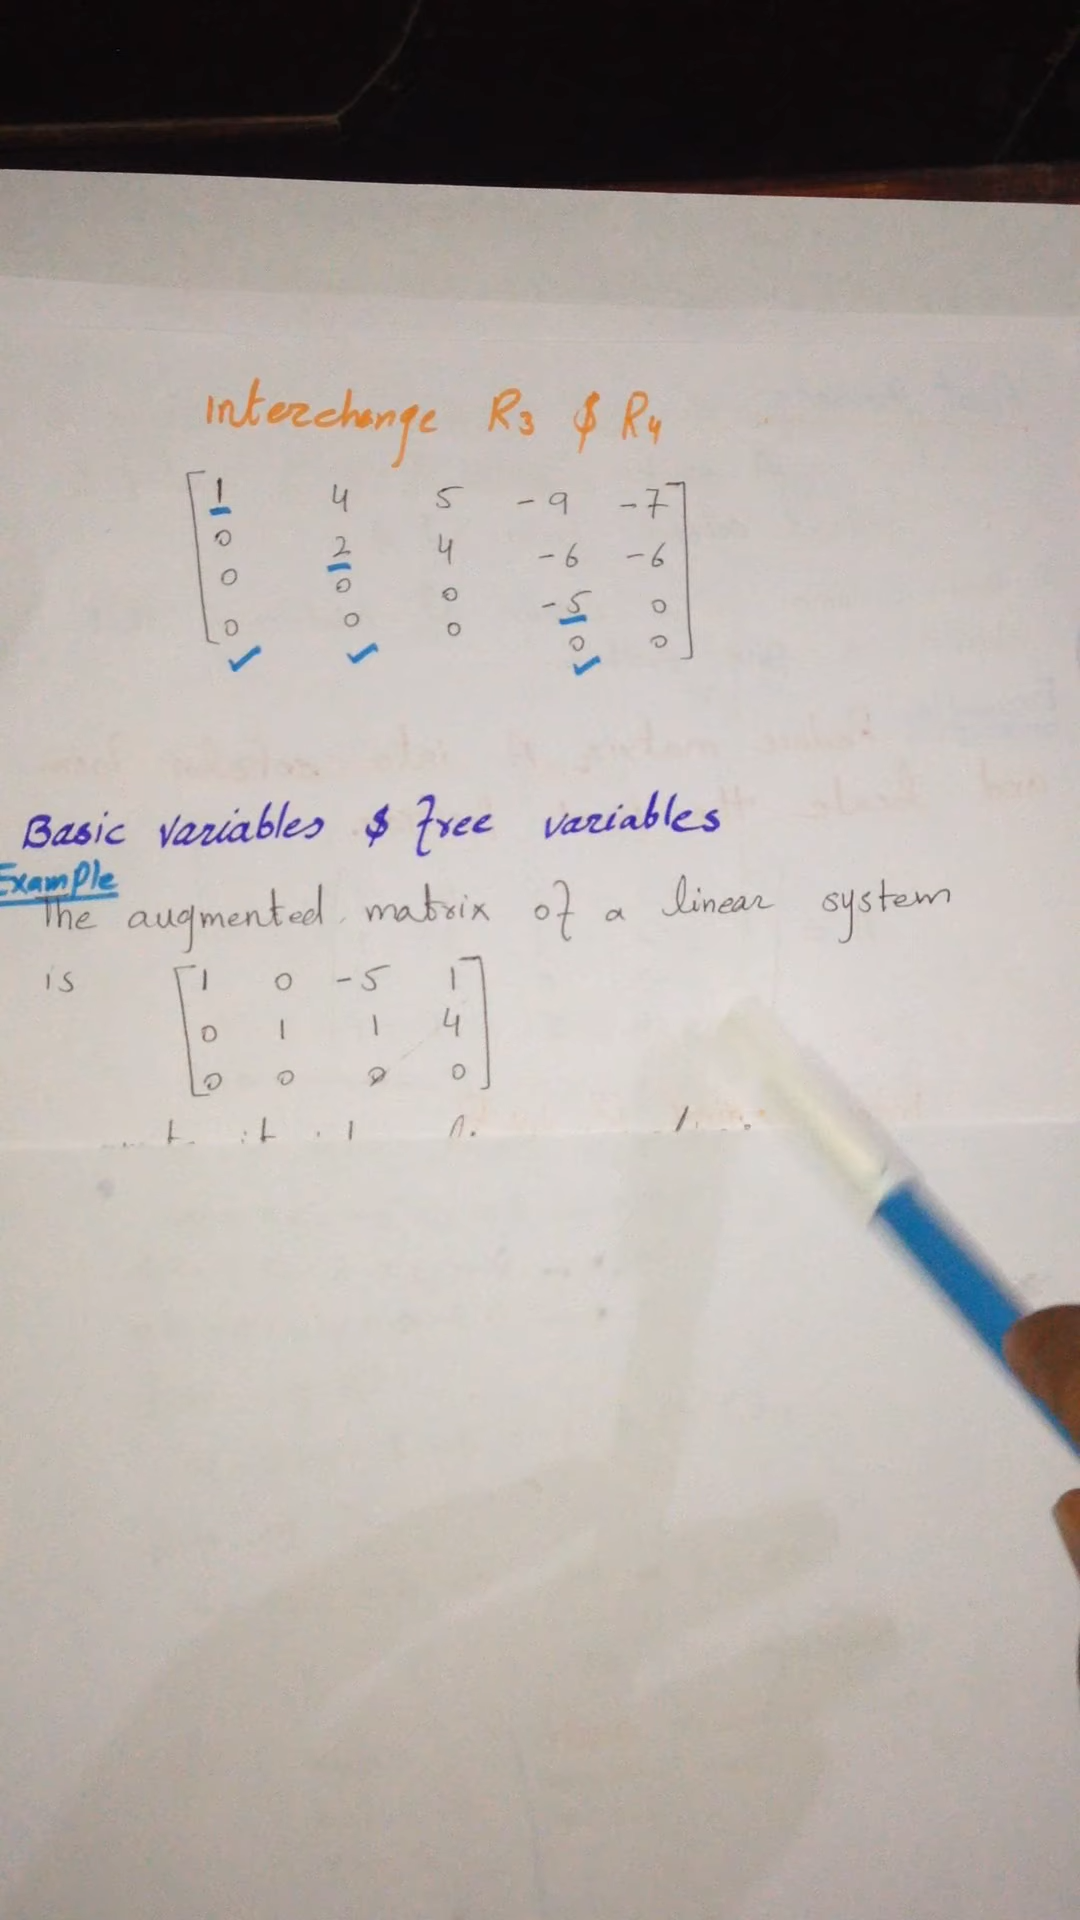 Interchange R3 & R4
1 4 5 -9 -7
0 2 4 -6 -6
0 0 0 -5 0
0 0 0 0 0
Basic variables & free variables
Example
The augmented matrix of a linear system
is
1 0 -5 1
0 1 1 4
0 0 0 0